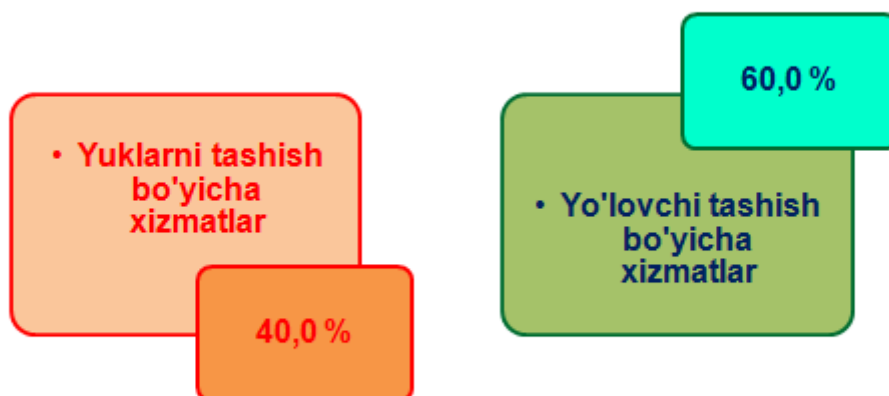 • Yuklarni tashish
bo'yicha
xizmatlar
40,0 %
60,0 %
• Yo'lovchi tashish
bo'yicha
xizmatlar